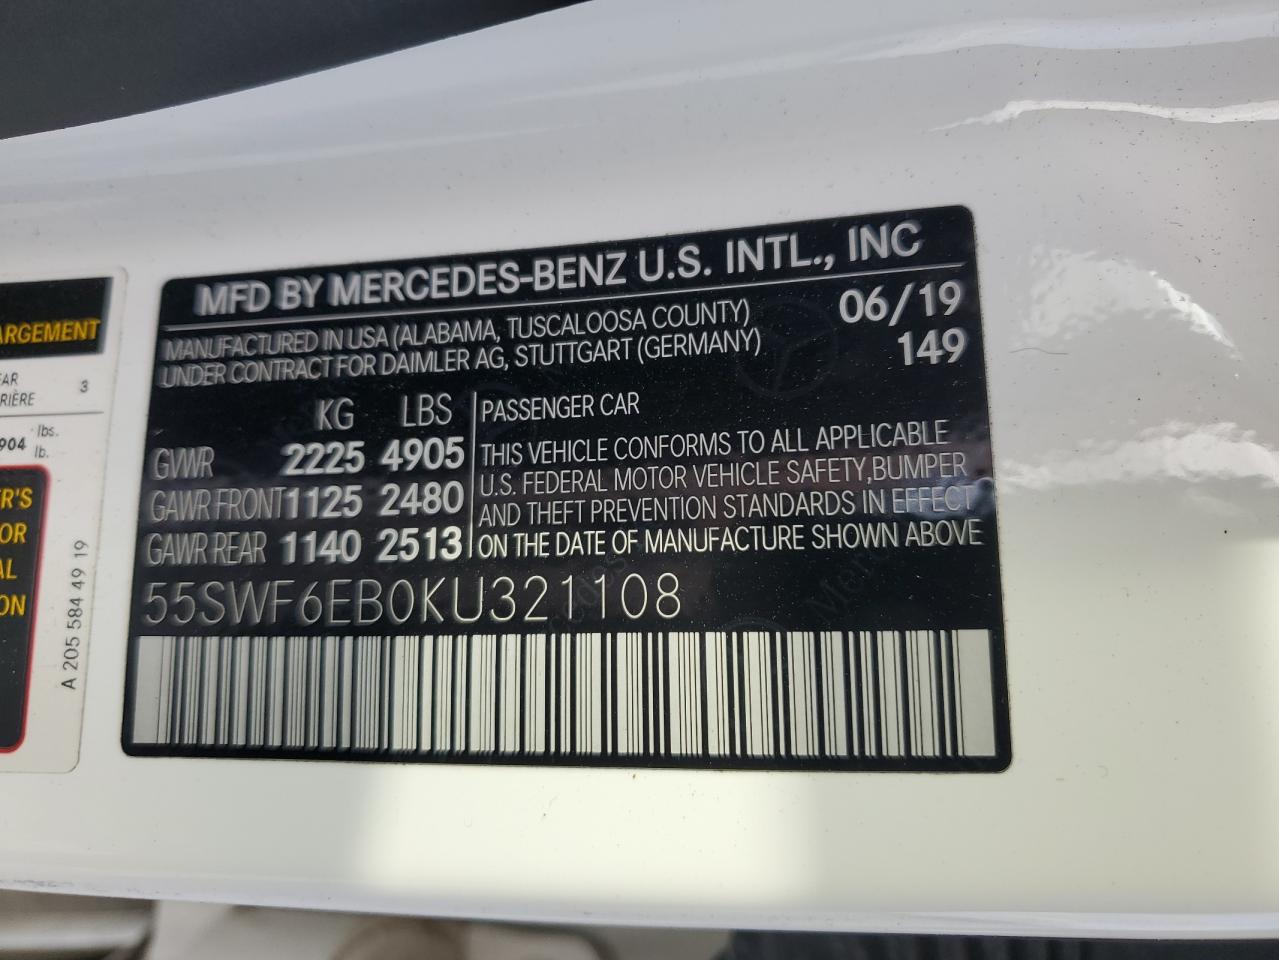 MFD BY MERCEDES-BENZ U.S. INTL., INC
MANUFACTURED IN USA (ALABAMA, TUSCALOOSA COUNTY) 06/19
UNDER CONTRACT FOR DAIMLER AG, STUTTGART (GERMANY) 149
KG LBS
GVWR 2225 4905
GAWR FRONT 1125 2480
GAWR REAR 1140 2513
PASSENGER CAR
THIS VEHICLE CONFORMS TO ALL APPLICABLE
U.S. FEDERAL MOTOR VEHICLE SAFETY,BUMPER
AND THEFT PREVENTION STANDARDS IN EFFECT
ON THE DATE OF MANUFACTURE SHOWN ABOVE
55SWF6EB0KU321108
ARGEMENT
EAR 3
RIÈRE
904 lbs.
lb.
ER'S
OR
AL
ON
A 205 584 49 19